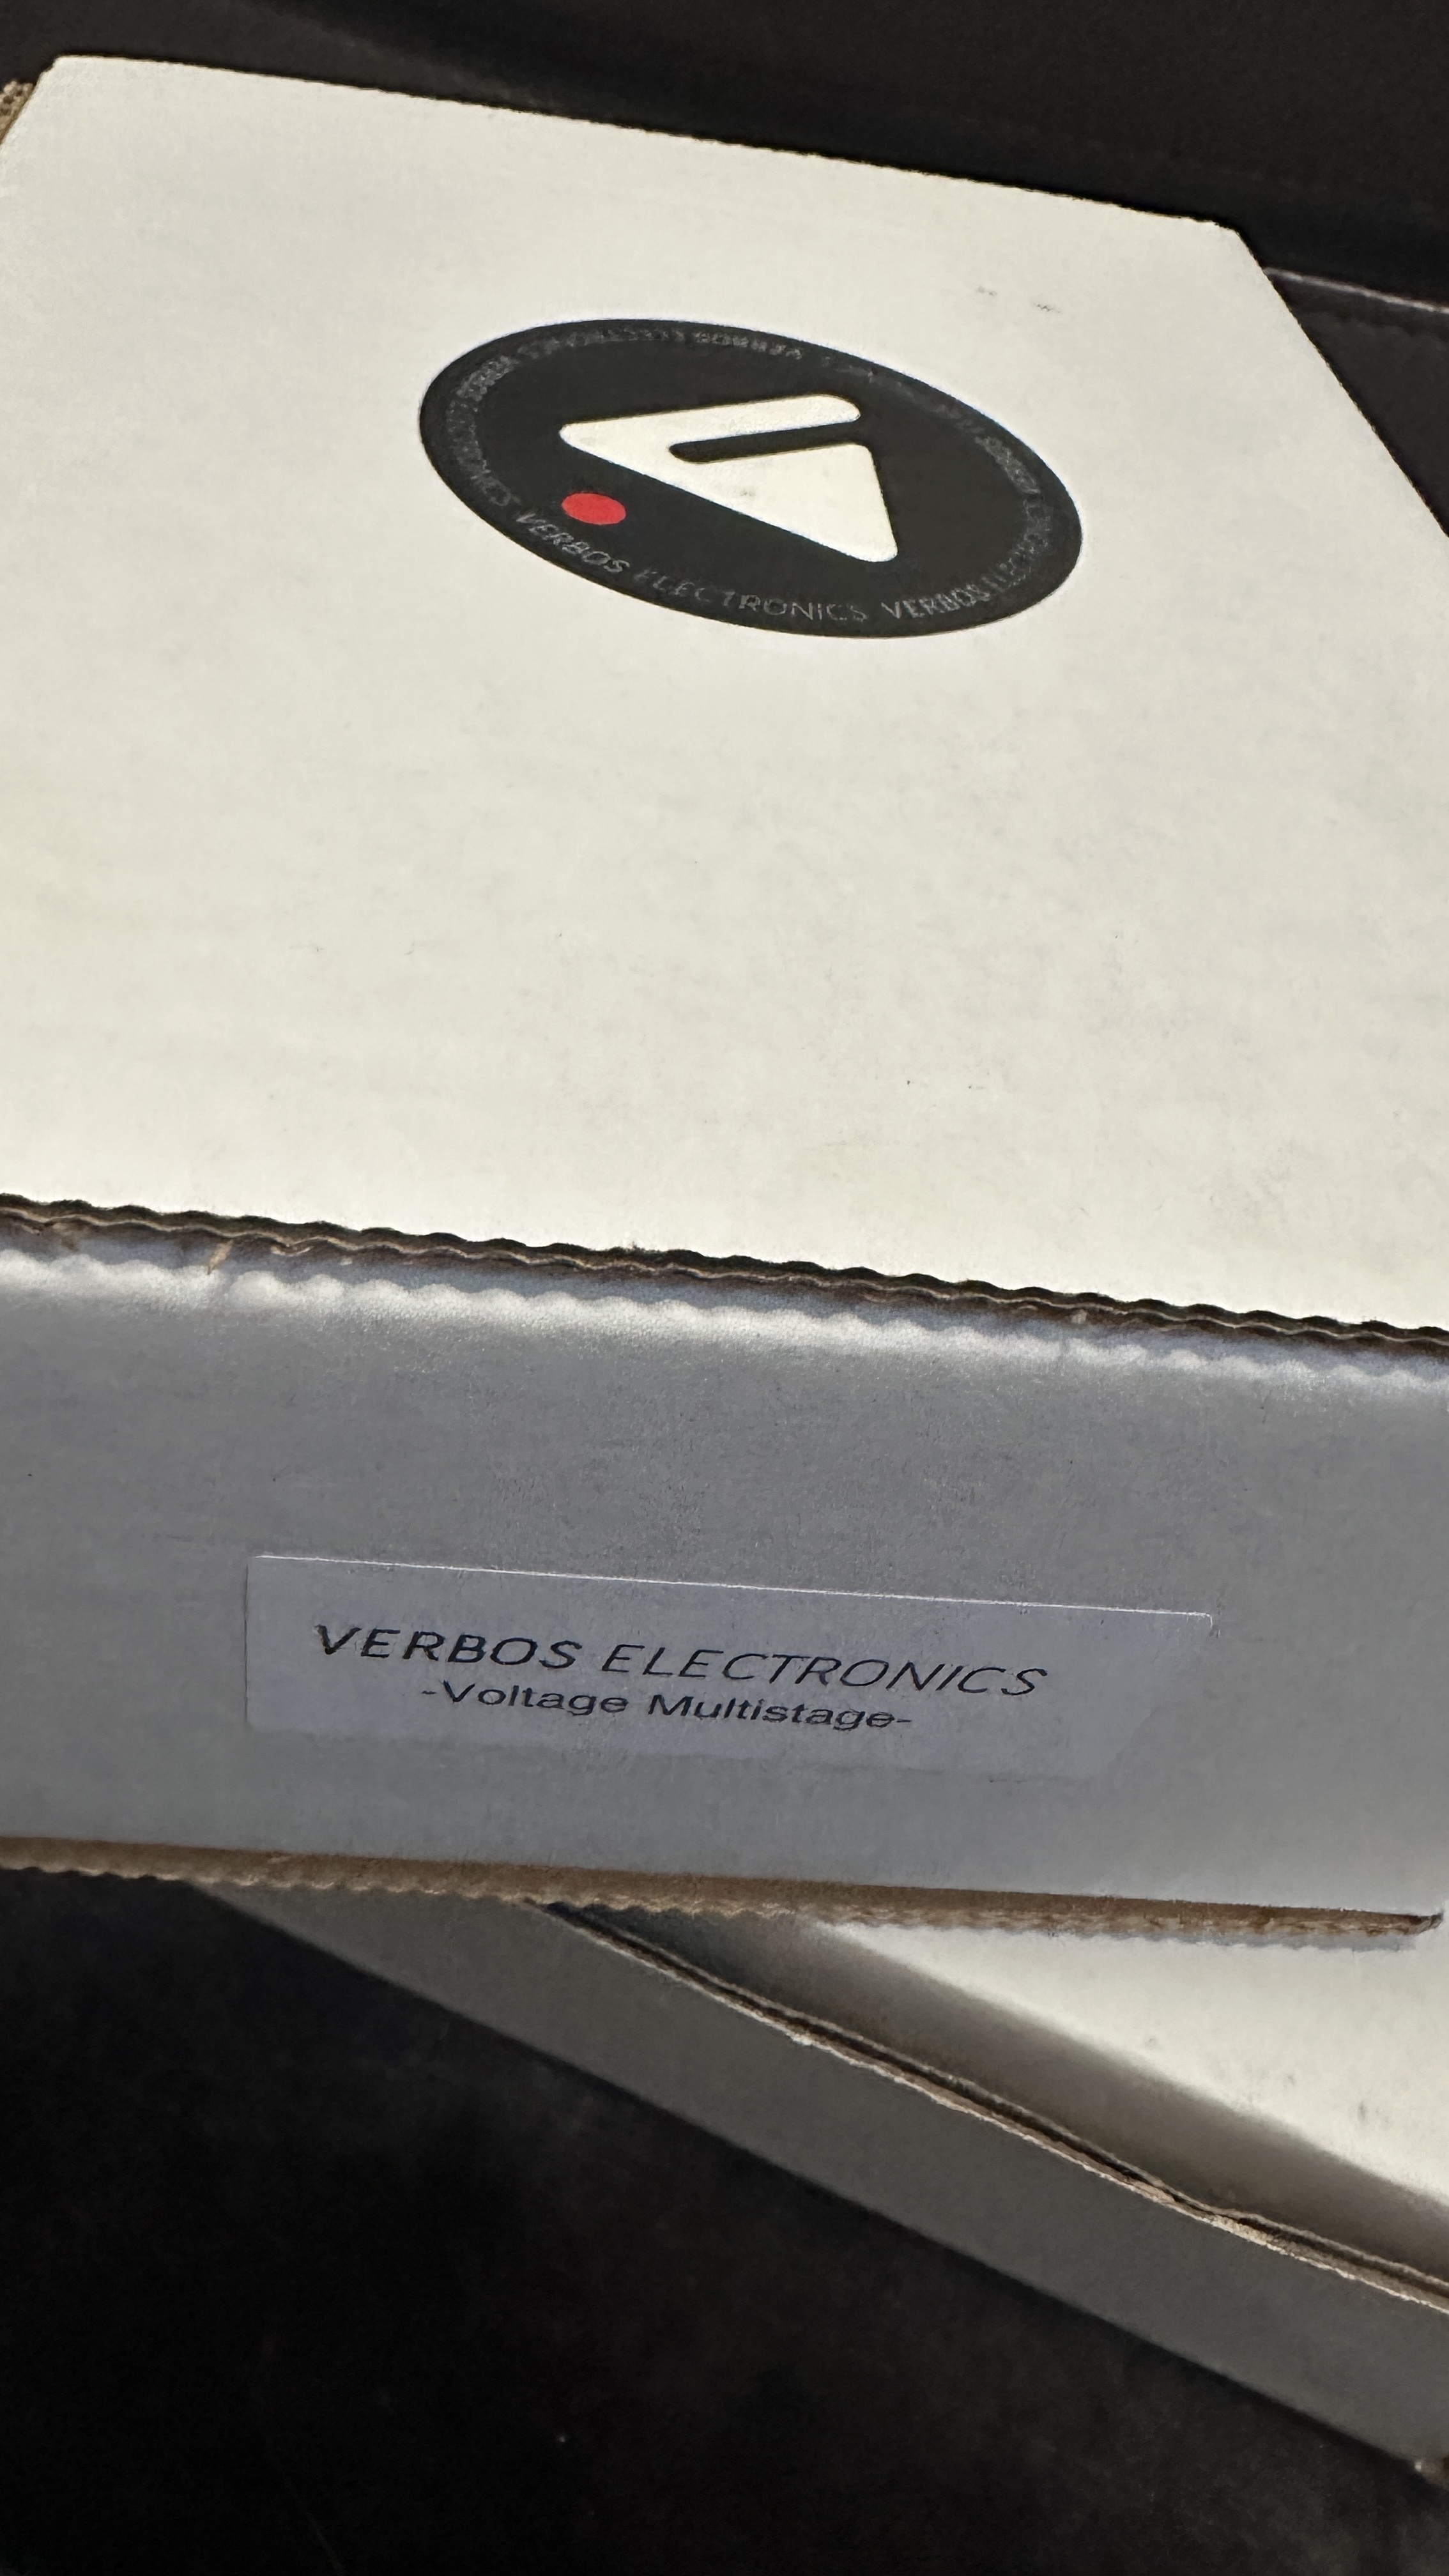 VERBOS ELECTRONICS VERBOS ELECTRONICS
VERBOS ELECTRONICS
-Voltage Multistage-